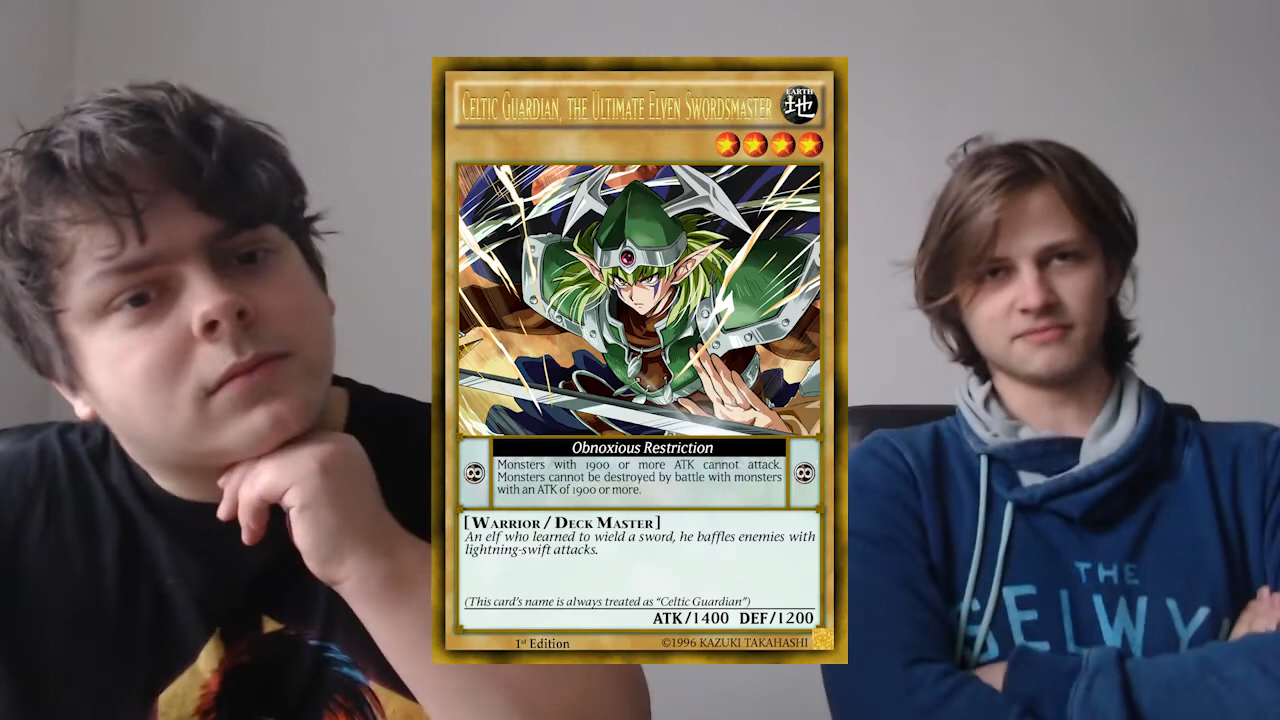 CELTIC GUARDIAN, THE ULTIMATE ELVEN SWORDSMASTER
EARTH
地
Obnoxious Restriction
Monsters with 1900 or more ATK cannot attack.
Monsters cannot be destroyed by battle with monsters
with an ATK of 1900 or more.
[WARRIOR / DECK MASTER]
An elf who learned to wield a sword, he baffles enemies with
lightning-swift attacks.
(This card's name is always treated as “Celtic Guardian”)
ATK/1400 DEF/1200
1st Edition
©1996 KAZUKI TAKAHASHI
THE
SELWY